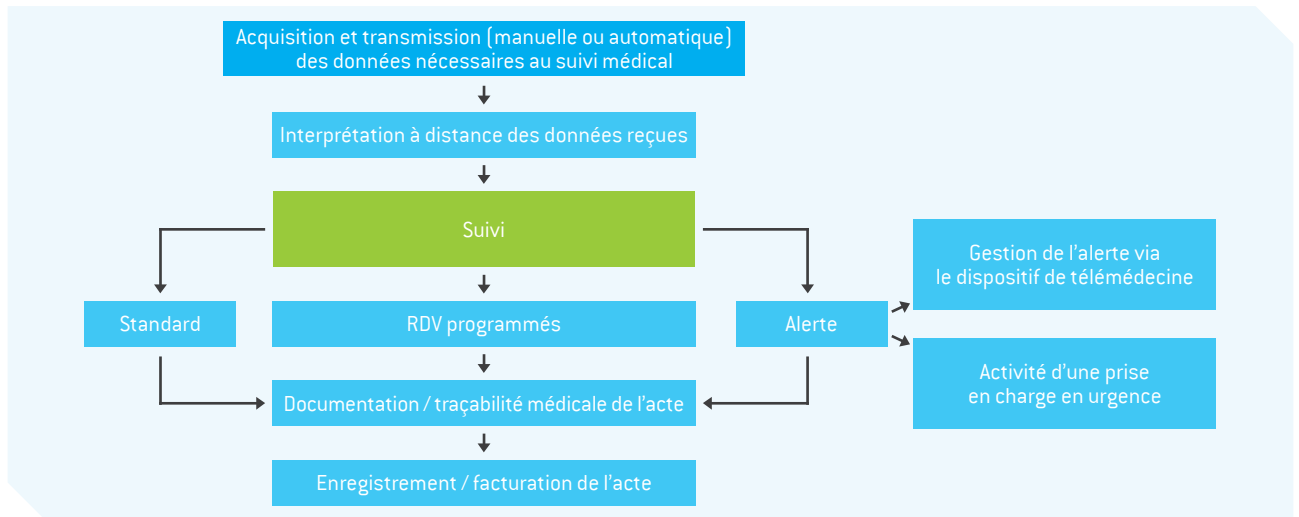 Acquisition et transmission (manuelle ou automatique)
des données nécessaires au suivi médical
Interprétation à distance des données reçues
Suivi
Gestion de l'alerte via
le dispositif de télémédecine
Standard
RDV programmés
Alerte
Activité d'une prise
en charge en urgence
Documentation / traçabilité médicale de l'acte
Enregistrement / facturation de l'acte